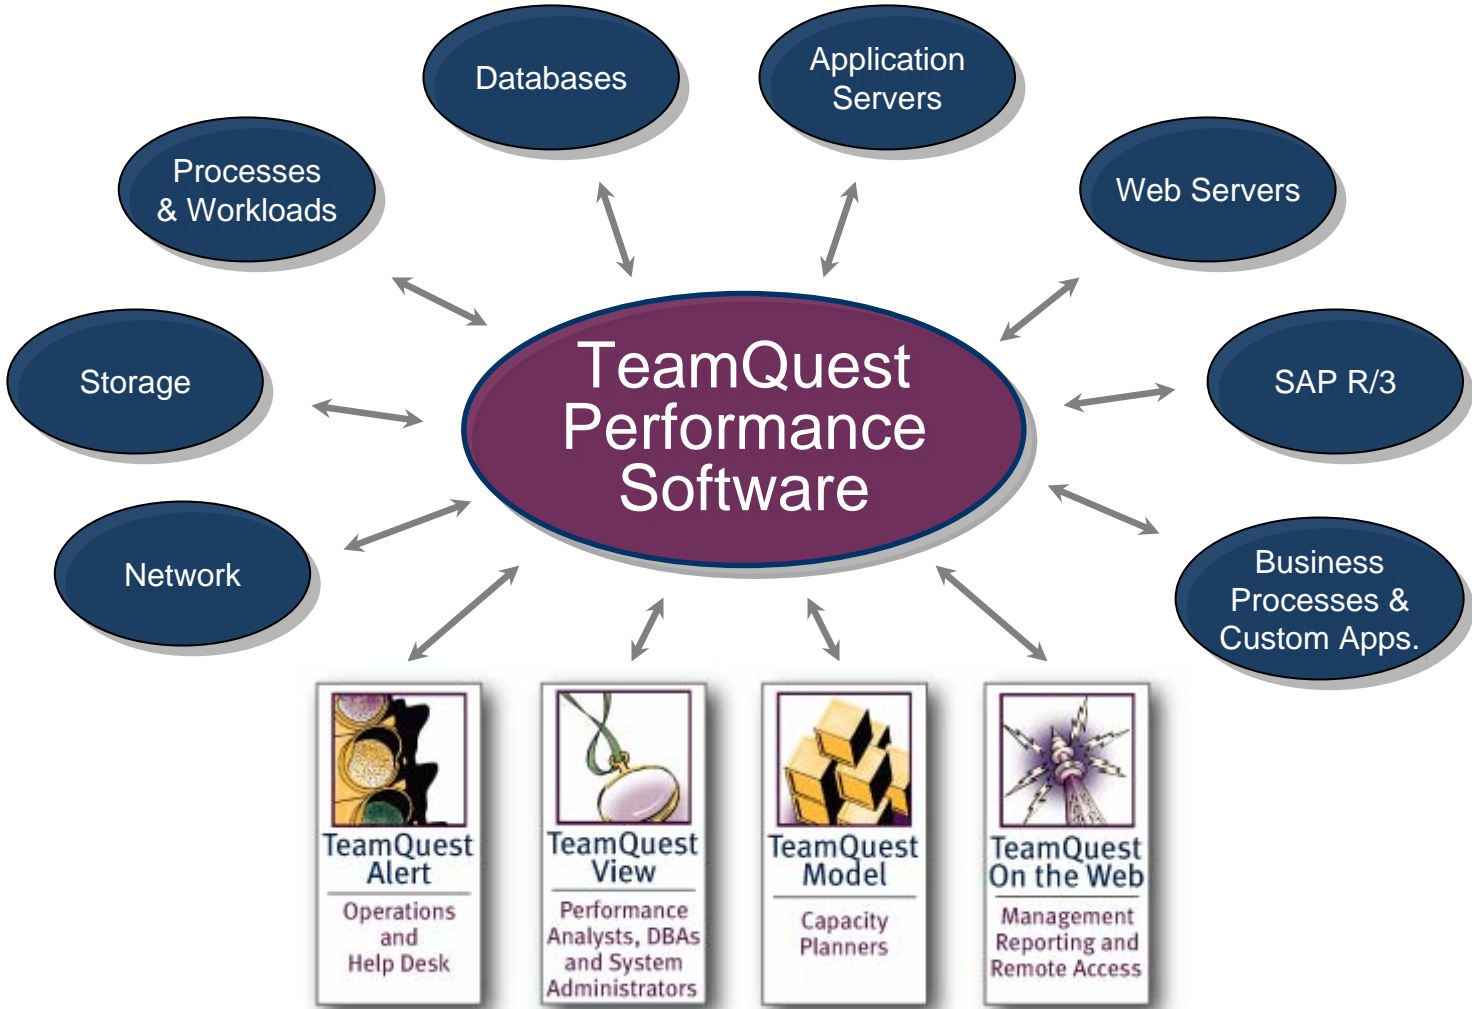 Databases
Application
Servers
Processes
& Workloads
Web Servers
Storage
TeamQuest
Performance
Software
SAP R/3
Network
Business
Processes &
Custom Apps.
TeamQuest
Alert
Operations
and
Help Desk
TeamQuest
View
Performance
Analysts, DBAs
and System
Administrators
TeamQuest
Model
Capacity
Planners
TeamQuest
On the Web
Management
Reporting and
Remote Access